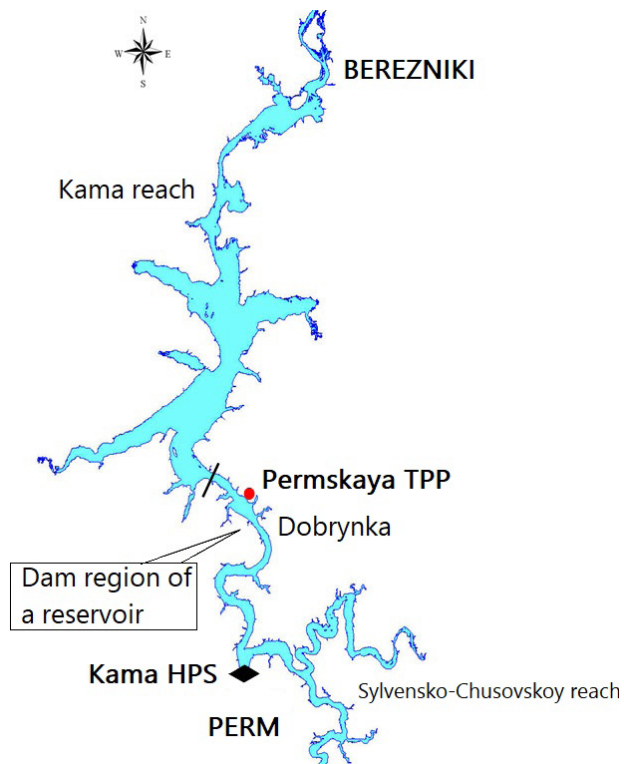 N
W E
S
BEREZNIKI
Kama reach
Permskaya TPP
Dobrynka
Dam region of
a reservoir
Kama HPS
Sylvensko-Chusovskoy reach
PERM